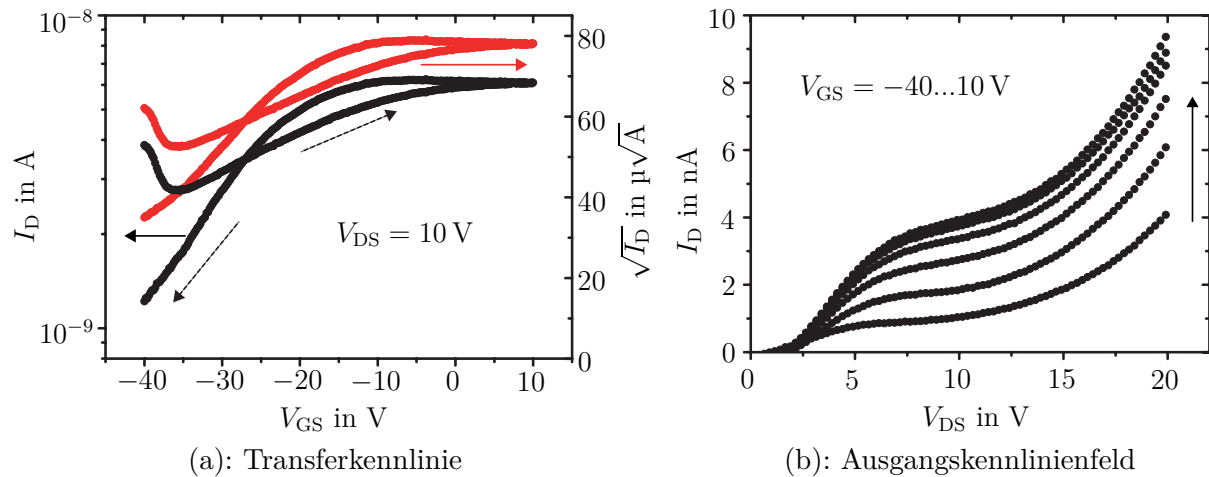 10⁻⁸
10⁻⁹
I_D in A
80
60
40
20
0
√I_D in µ√A
V_DS = 10 V
−40 −30 −20 −10 0 10
V_GS in V
(a): Transferkennlinie
10
8
6
4
2
0
I_D in nA
V_GS = −40...10 V
0 5 10 15 20
V_DS in V
(b): Ausgangskennlinienfeld